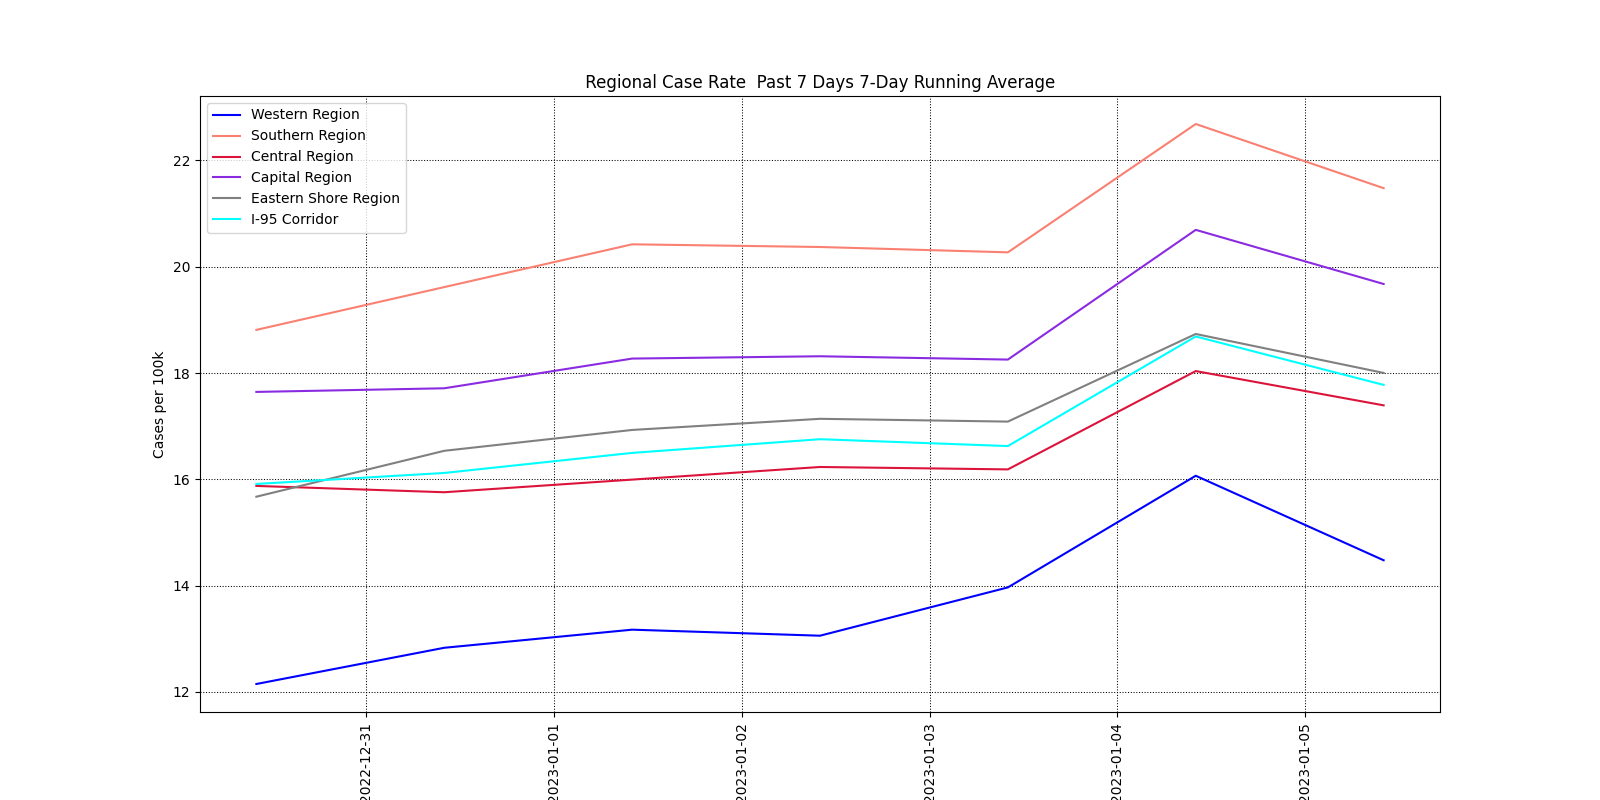 Regional Case Rate  Past 7 Days 7-Day Running Average
Western Region
Southern Region
Central Region
Capital Region
Eastern Shore Region
I-95 Corridor
Cases per 100k
22
20
18
16
14
12
2022-12-31
2023-01-01
2023-01-02
2023-01-03
2023-01-04
2023-01-05